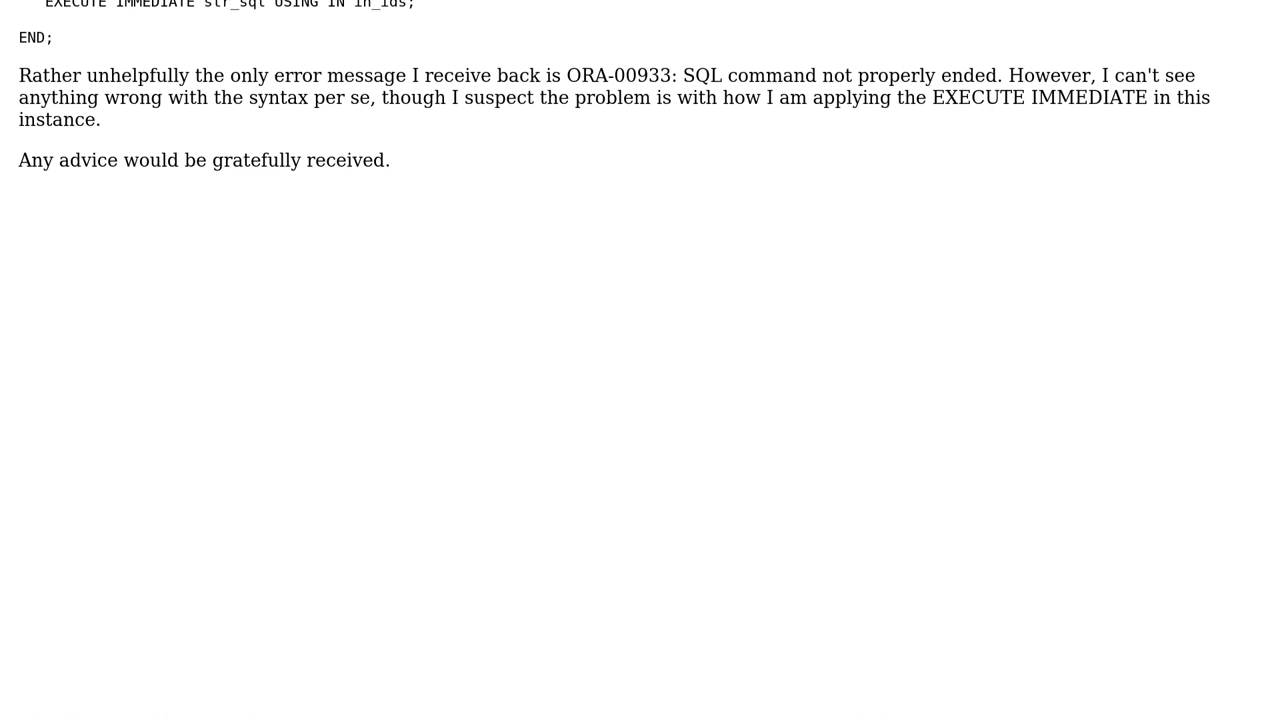 EXECUTE IMMEDIATE str_sql USING IN in_ids;
END;
Rather unhelpfully the only error message I receive back is ORA-00933: SQL command not properly ended. However, I can't see
anything wrong with the syntax per se, though I suspect the problem is with how I am applying the EXECUTE IMMEDIATE in this
instance.
Any advice would be gratefully received.